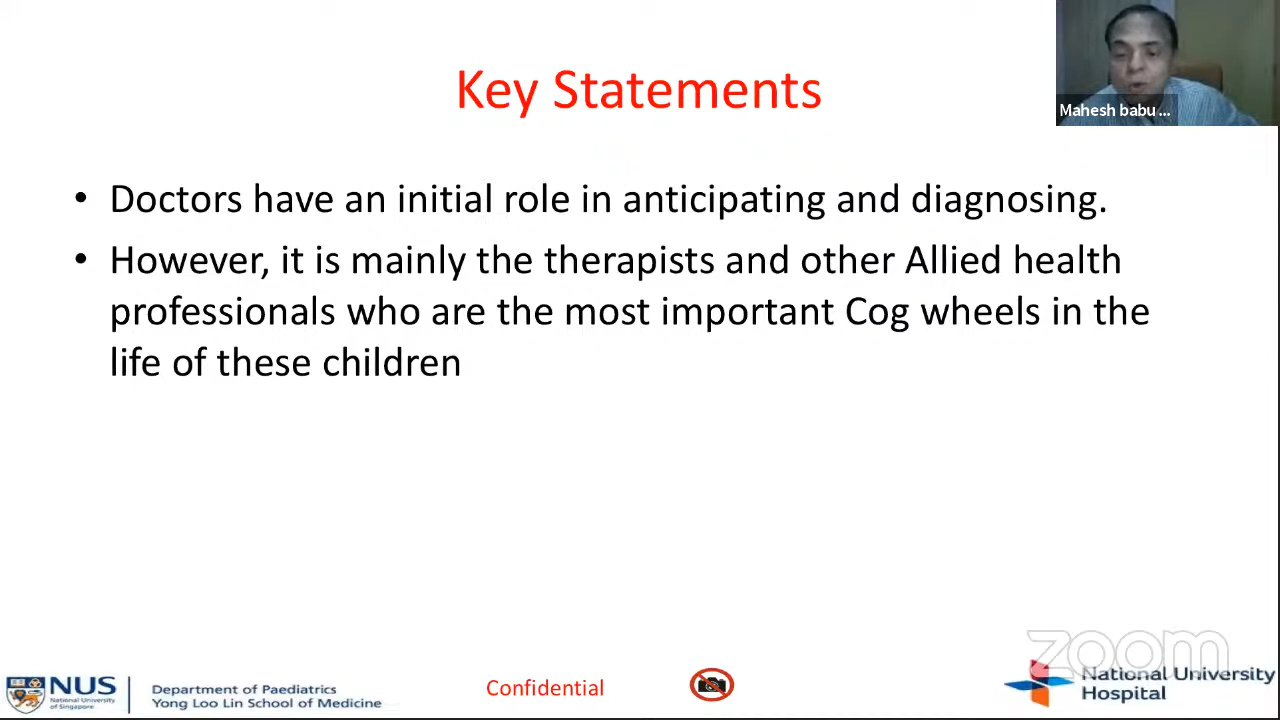 Key Statements
Mahesh babu ...
• Doctors have an initial role in anticipating and diagnosing.
• However, it is mainly the therapists and other Allied health
professionals who are the most important Cog wheels in the
life of these children
zoom
NUS
National University
of Singapore
Department of Paediatrics
Yong Loo Lin School of Medicine
Confidential
National University
Hospital